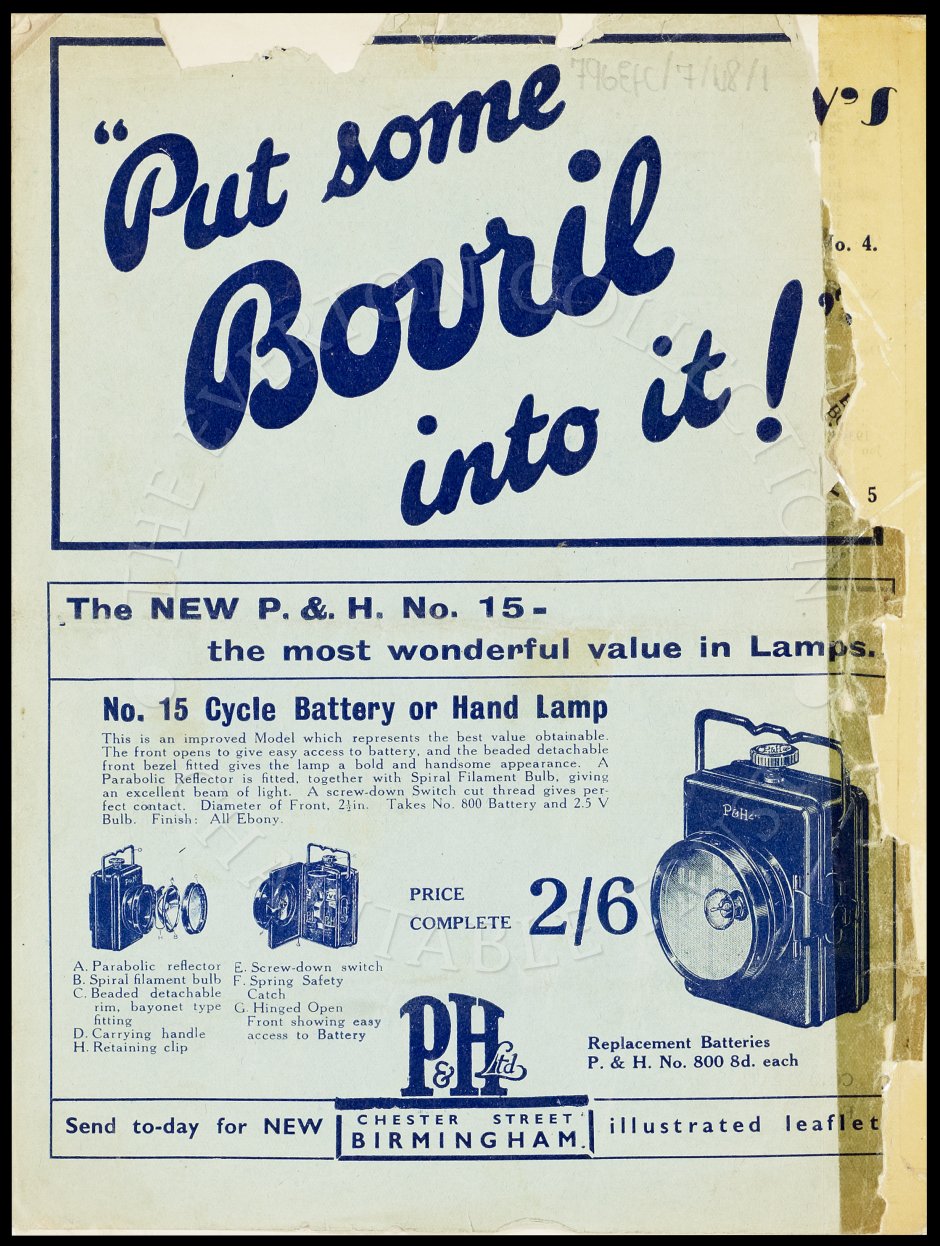 "Put some
Bovril
into it!
V'S
No. 4.
5
The NEW P. & H. No. 15 -
the most wonderful value in Lamps.
No. 15 Cycle Battery or Hand Lamp
This is an improved Model which represents the best value obtainable.
The front opens to give easy access to battery, and the beaded detachable
front bezel fitted gives the lamp a bold and handsome appearance. A
Parabolic Reflector is fitted, together with Spiral Filament Bulb, giving
an excellent beam of light. A screw-down Switch cut thread gives per-
fect contact. Diameter of Front, 2½in. Takes No. 800 Battery and 2.5 V
Bulb. Finish: All Ebony.
P&H
PRICE
COMPLETE 2/6
A. Parabolic reflector
B. Spiral filament bulb
C. Beaded detachable
rim, bayonet type
fitting
D. Carrying handle
H. Retaining clip
E. Screw-down switch
F. Spring Safety
Catch
G. Hinged Open
Front showing easy
access to Battery
P&H Ltd
Replacement Batteries
P. & H. No. 800 8d. each
Send to-day for NEW
CHESTER STREET
BIRMINGHAM.
illustrated leaflet
© THE EVERTON COLLECTION CHARITABLE TRUST